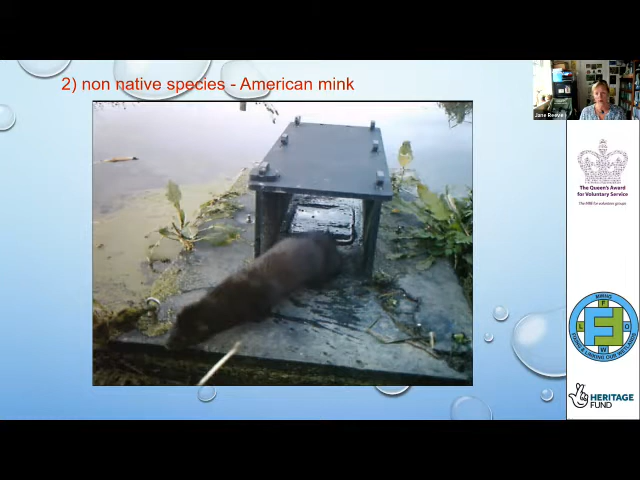 2) non native species - American mink
Jane Reeve
The Queen's Award
for Voluntary Service
The MBE for volunteer groups
F
L
O
W
HERITAGE
FUND